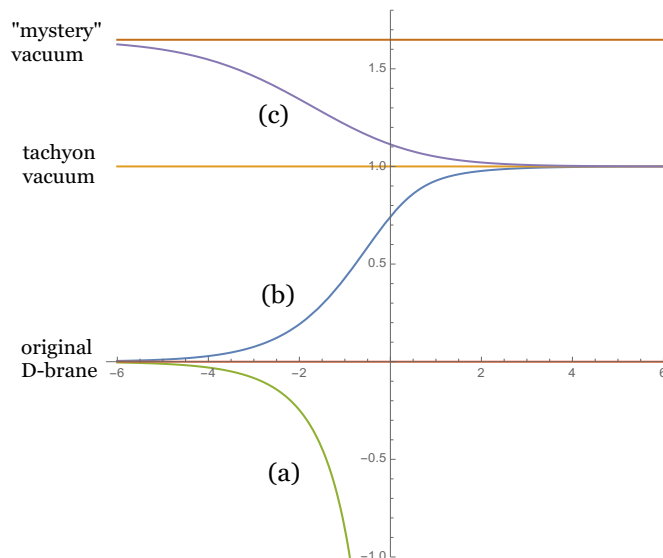 "mystery"
vacuum
1.5
(c)
tachyon
vacuum
1.0
0.5
(b)
original
D-brane
-6
-4
-2
2
4
6
-0.5
(a)
-1.0